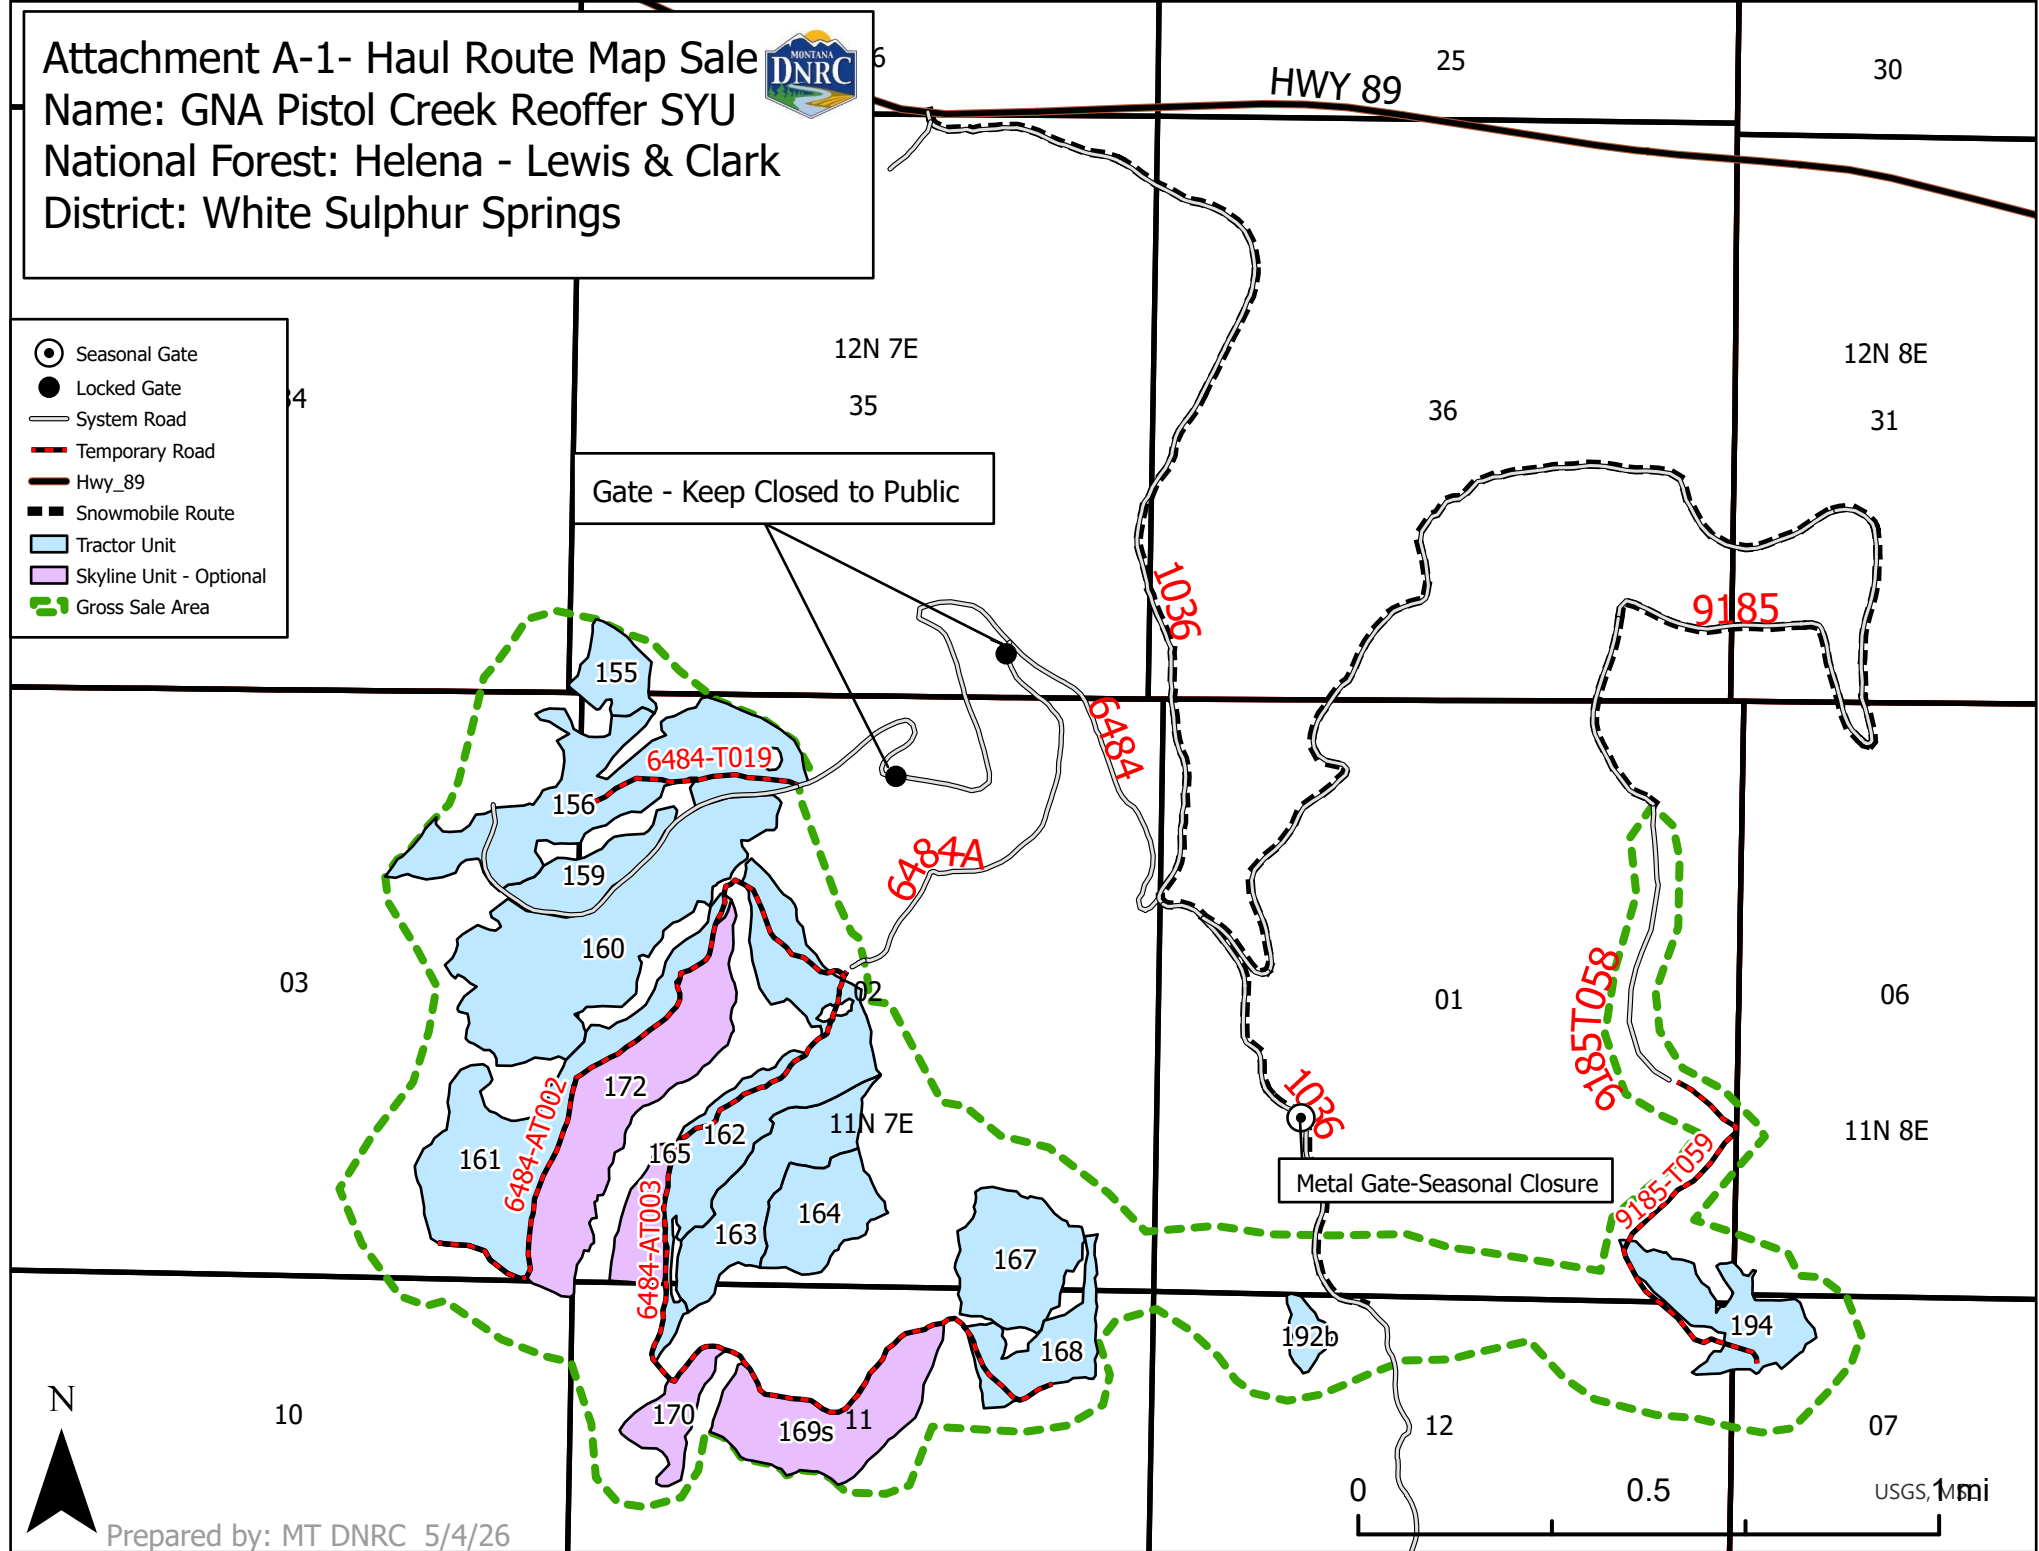 Attachment A-1- Haul Route Map Sale
Name: GNA Pistol Creek Reoffer SYU
National Forest: Helena - Lewis & Clark
District: White Sulphur Springs
MONTANA
DNRC
6
25
30
HWY 89
Seasonal Gate
Locked Gate
System Road
Temporary Road
Hwy_89
Snowmobile Route
Tractor Unit
Skyline Unit - Optional
Gross Sale Area
34
12N 7E
35
36
12N 8E
31
Gate - Keep Closed to Public
1036
9185
155
6484
6484-T019
156
159
6484A
160
03
02
01
06
9185T058
172
1036
6484-AT002
162
11N 7E
11N 8E
165
161
9185-T059
Metal Gate-Seasonal Closure
6484-AT003
164
163
167
194
192b
168
170
169s
11
10
12
07
N
0
0.5
1 mi
USGS,
Prepared by: MT DNRC 5/4/26